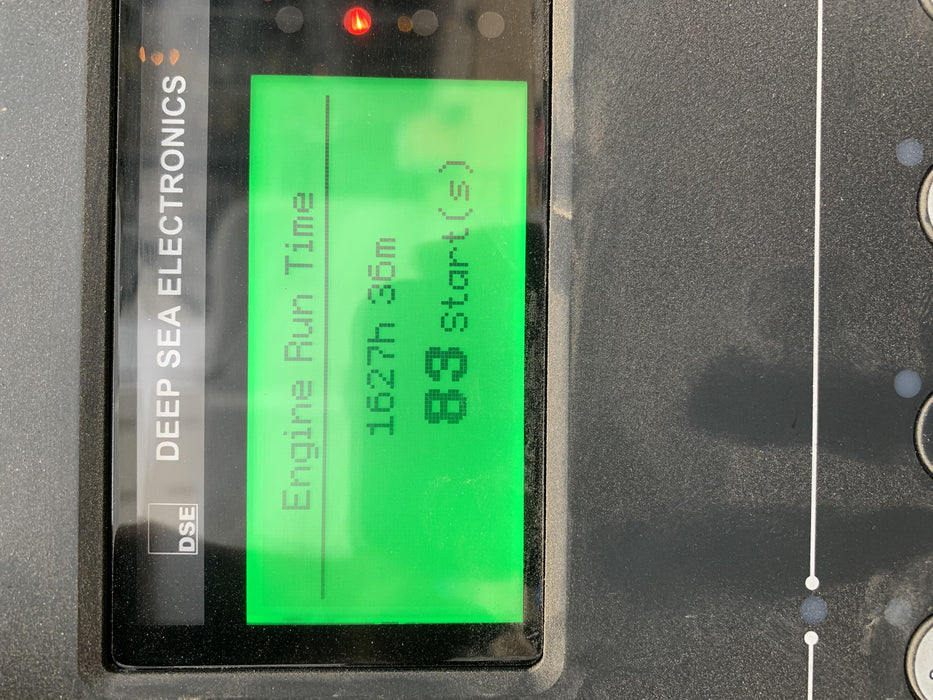 DSE DEEP SEA ELECTRONICS
Engine Run Time
1627h 36m
83 Start(s)